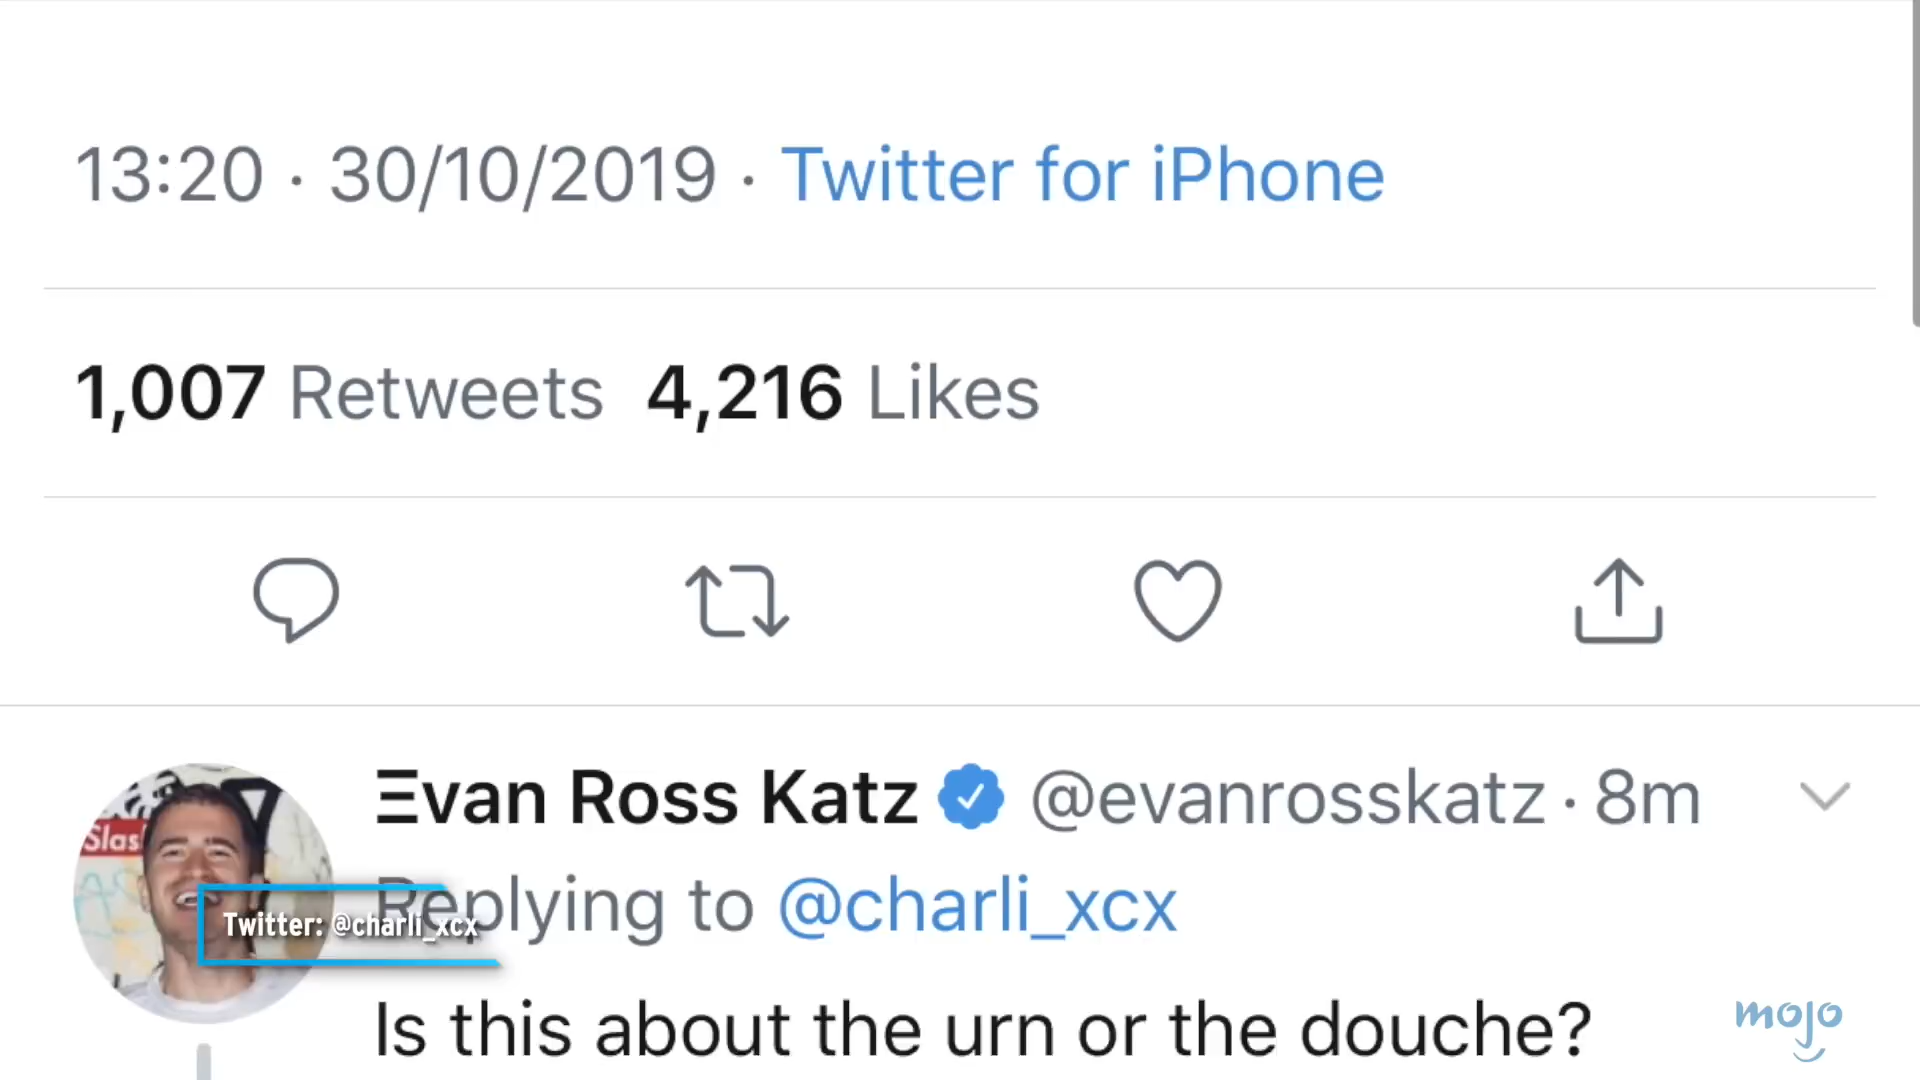 13:20 · 30/10/2019 · Twitter for iPhone
1,007 Retweets 4,216 Likes
Ξvan Ross Katz @evanrosskatz · 8m
Slas
Replying to @charli_xcx
Twitter: @charli_xcx
Is this about the urn or the douche?
mojo